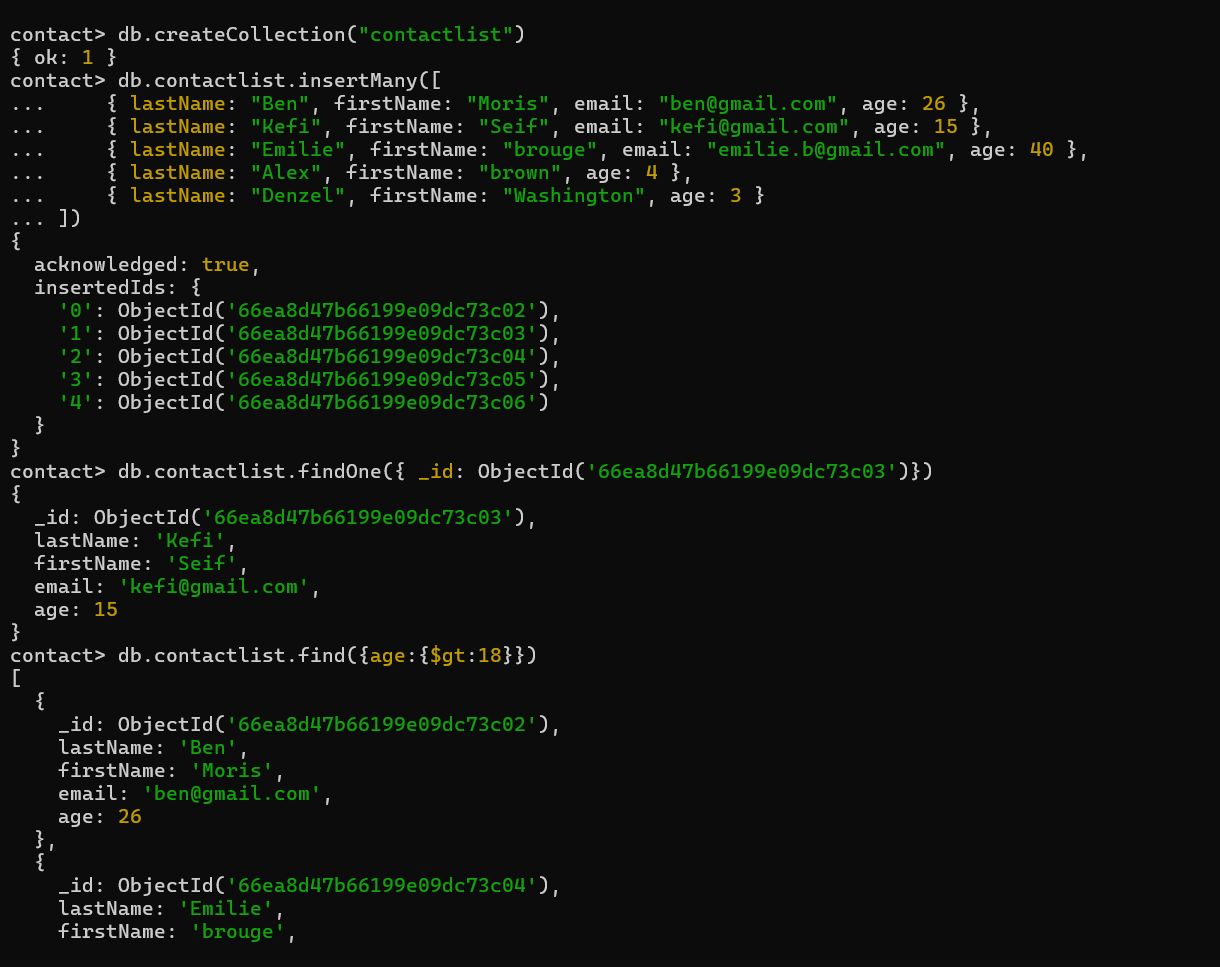 contact> db.createCollection("contactlist")
{ ok: 1 }
contact> db.contactlist.insertMany([
...     { lastName: "Ben", firstName: "Moris", email: "ben@gmail.com", age: 26 },
...     { lastName: "Kefi", firstName: "Seif", email: "kefi@gmail.com", age: 15 },
...     { lastName: "Emilie", firstName: "brouge", email: "emilie.b@gmail.com", age: 40 },
...     { lastName: "Alex", firstName: "brown", age: 4 },
...     { lastName: "Denzel", firstName: "Washington", age: 3 }
... ])
{
  acknowledged: true,
  insertedIds: {
    '0': ObjectId('66ea8d47b66199e09dc73c02'),
    '1': ObjectId('66ea8d47b66199e09dc73c03'),
    '2': ObjectId('66ea8d47b66199e09dc73c04'),
    '3': ObjectId('66ea8d47b66199e09dc73c05'),
    '4': ObjectId('66ea8d47b66199e09dc73c06')
  }
}
contact> db.contactlist.findOne({ _id: ObjectId('66ea8d47b66199e09dc73c03')})
{
  _id: ObjectId('66ea8d47b66199e09dc73c03'),
  lastName: 'Kefi',
  firstName: 'Seif',
  email: 'kefi@gmail.com',
  age: 15
}
contact> db.contactlist.find({age:{$gt:18}})
[
  {
    _id: ObjectId('66ea8d47b66199e09dc73c02'),
    lastName: 'Ben',
    firstName: 'Moris',
    email: 'ben@gmail.com',
    age: 26
  },
  {
    _id: ObjectId('66ea8d47b66199e09dc73c04'),
    lastName: 'Emilie',
    firstName: 'brouge',